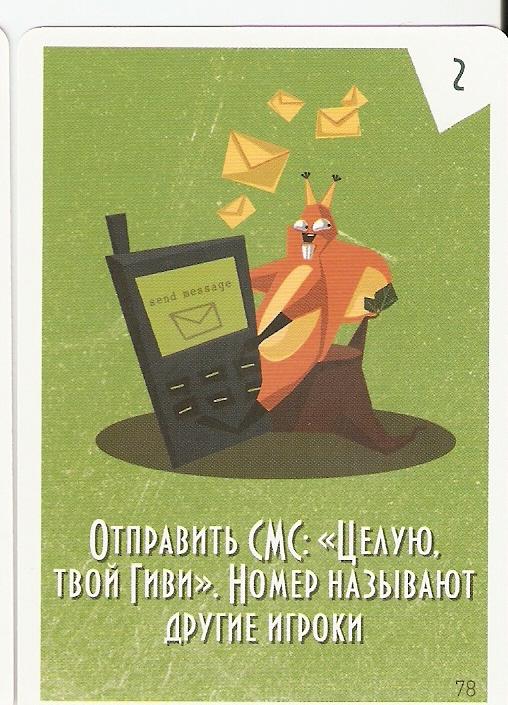 2
send message
Отправить СМС: «Целую,
твой Гиви». Номер называют
другие игроки
78